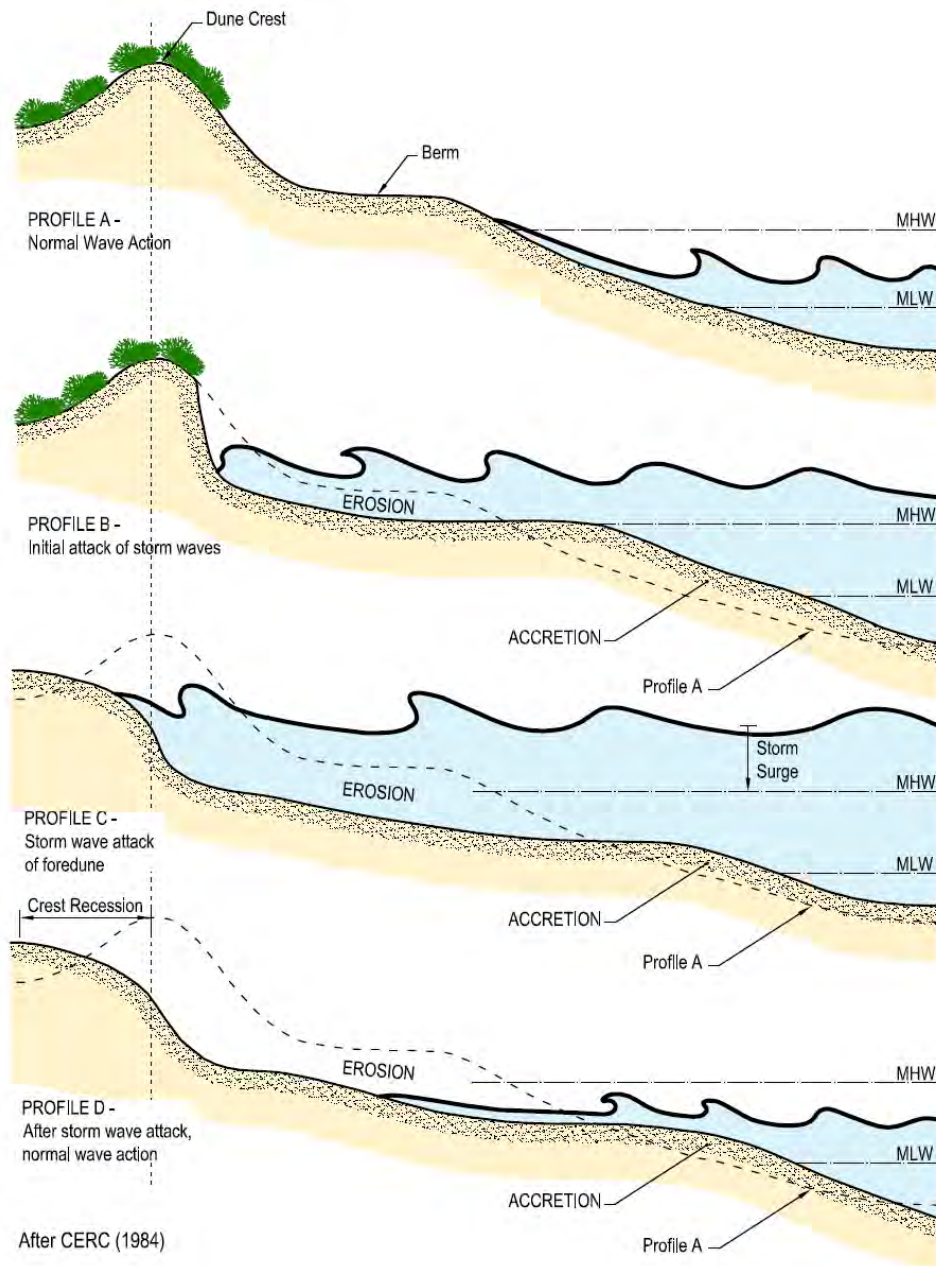 Dune Crest
Berm
PROFILE A -
Normal Wave Action
MHW
MLW
EROSION
PROFILE B -
Initial attack of storm waves
MHW
MLW
ACCRETION
Profile A
Storm
Surge
EROSION
MHW
PROFILE C -
Storm wave attack
of foredune
MLW
Crest Recession
ACCRETION
Profile A
EROSION
MHW
PROFILE D -
After storm wave attack,
normal wave action
MLW
ACCRETION
After CERC (1984)
Profile A